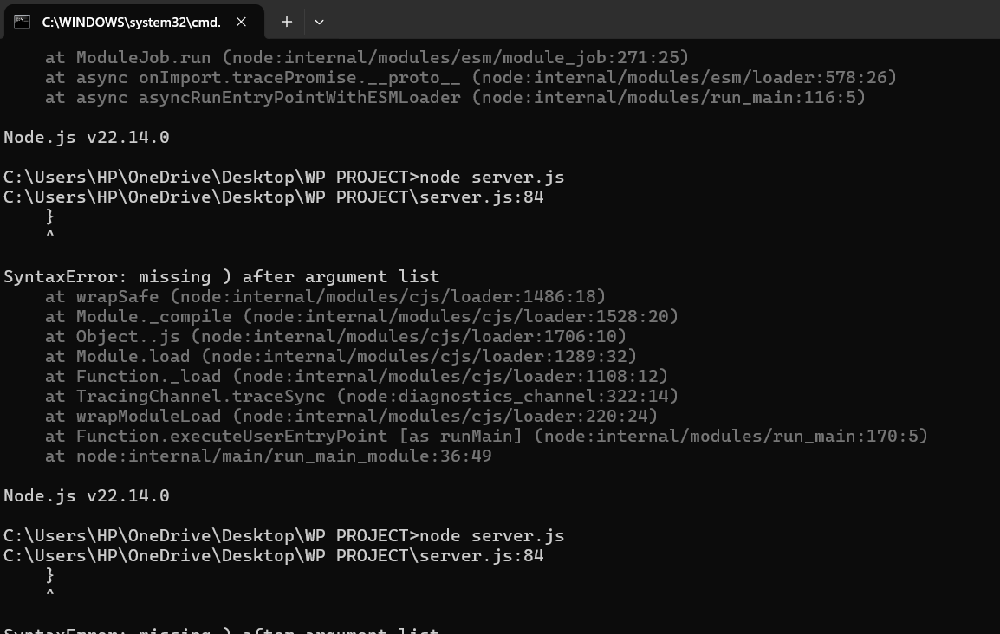 C:\WINDOWS\system32\cmd.
at ModuleJob.run (node:internal/modules/esm/module_job:271:25)
at async onImport.tracePromise.__proto__ (node:internal/modules/esm/loader:578:26)
at async asyncRunEntryPointWithESMLoader (node:internal/modules/run_main:116:5)
Node.js v22.14.0
C:\Users\HP\OneDrive\Desktop\WP PROJECT>node server.js
C:\Users\HP\OneDrive\Desktop\WP PROJECT\server.js:84
}
^
SyntaxError: missing ) after argument list
at wrapSafe (node:internal/modules/cjs/loader:1486:18)
at Module._compile (node:internal/modules/cjs/loader:1528:20)
at Object..js (node:internal/modules/cjs/loader:1706:10)
at Module.load (node:internal/modules/cjs/loader:1289:32)
at Function._load (node:internal/modules/cjs/loader:1108:12)
at TracingChannel.traceSync (node:diagnostics_channel:322:14)
at wrapModuleLoad (node:internal/modules/cjs/loader:220:24)
at Function.executeUserEntryPoint [as runMain] (node:internal/modules/run_main:170:5)
at node:internal/main/run_main_module:36:49
Node.js v22.14.0
C:\Users\HP\OneDrive\Desktop\WP PROJECT>node server.js
C:\Users\HP\OneDrive\Desktop\WP PROJECT\server.js:84
}
^
SyntaxError: missing ) after argument list